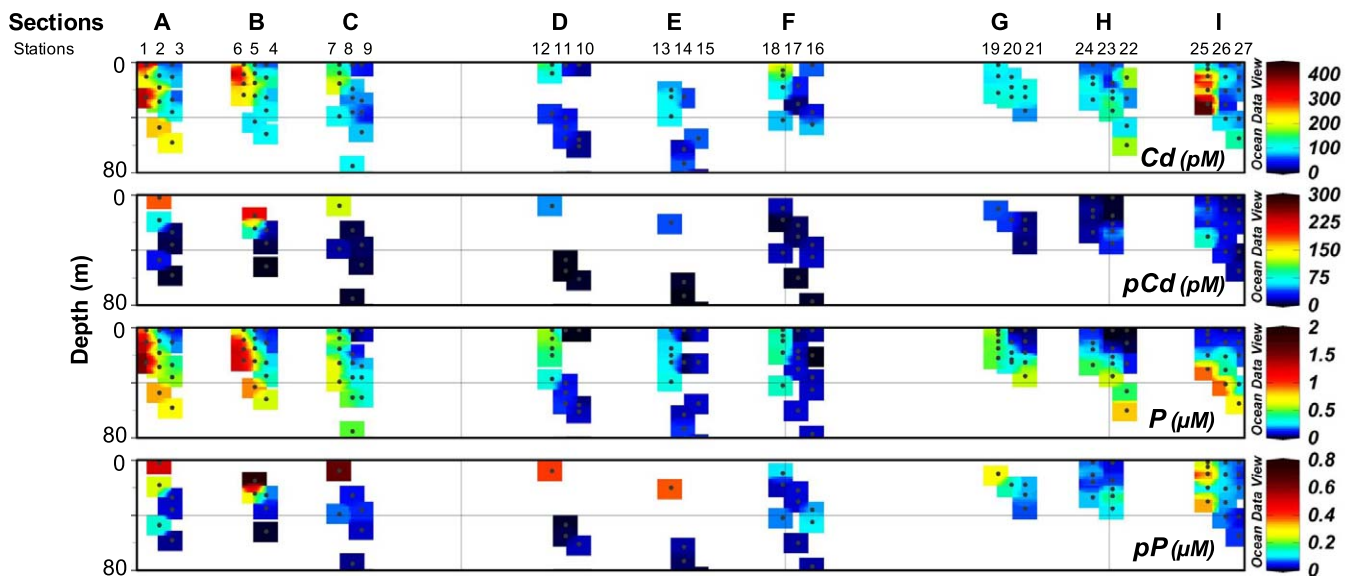 Sections A B C D E F G H I
Stations 1 2 3 6 5 4 7 8 9 12 11 10 13 14 15 18 17 16 19 20 21 24 23 22 25 26 27
0
80
Cd (pM)
Ocean Data View
400
300
200
100
0
0
80
pCd (pM)
Ocean Data View
300
225
150
75
0
Depth (m)
0
80
P (µM)
Ocean Data View
2
1.5
1
0.5
0
0
80
pP (µM)
Ocean Data View
0.8
0.6
0.4
0.2
0